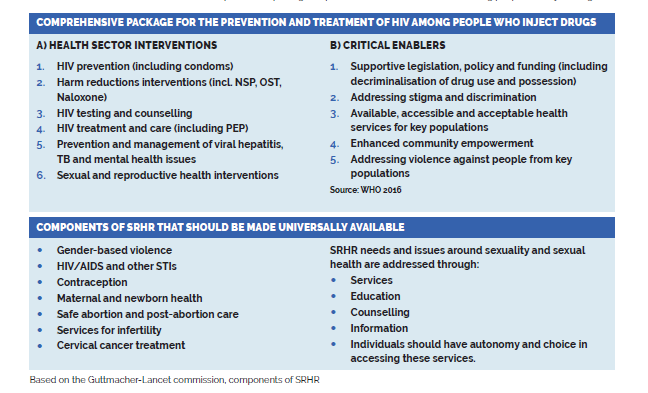 COMPREHENSIVE PACKAGE FOR THE PREVENTION AND TREATMENT OF HIV AMONG PEOPLE WHO INJECT DRUGS
A) HEALTH SECTOR INTERVENTIONS
1. HIV prevention (including condoms)
2. Harm reductions interventions (incl. NSP, OST,
Naloxone)
3. HIV testing and counselling
4. HIV treatment and care (including PEP)
5. Prevention and management of viral hepatitis,
TB and mental health issues
6. Sexual and reproductive health interventions
B) CRITICAL ENABLERS
1. Supportive legislation, policy and funding (including
decriminalisation of drug use and possession)
2. Addressing stigma and discrimination
3. Available, accessible and acceptable health
services for key populations
4. Enhanced community empowerment
5. Addressing violence against people from key
populations
Source: WHO 2016
COMPONENTS OF SRHR THAT SHOULD BE MADE UNIVERSALLY AVAILABLE
• Gender-based violence
• HIV/AIDS and other STIs
• Contraception
• Maternal and newborn health
• Safe abortion and post-abortion care
• Services for infertility
• Cervical cancer treatment
SRHR needs and issues around sexuality and sexual
health are addressed through:
• Services
• Education
• Counselling
• Information
• Individuals should have autonomy and choice in
accessing these services.
Based on the Guttmacher-Lancet commission, components of SRHR